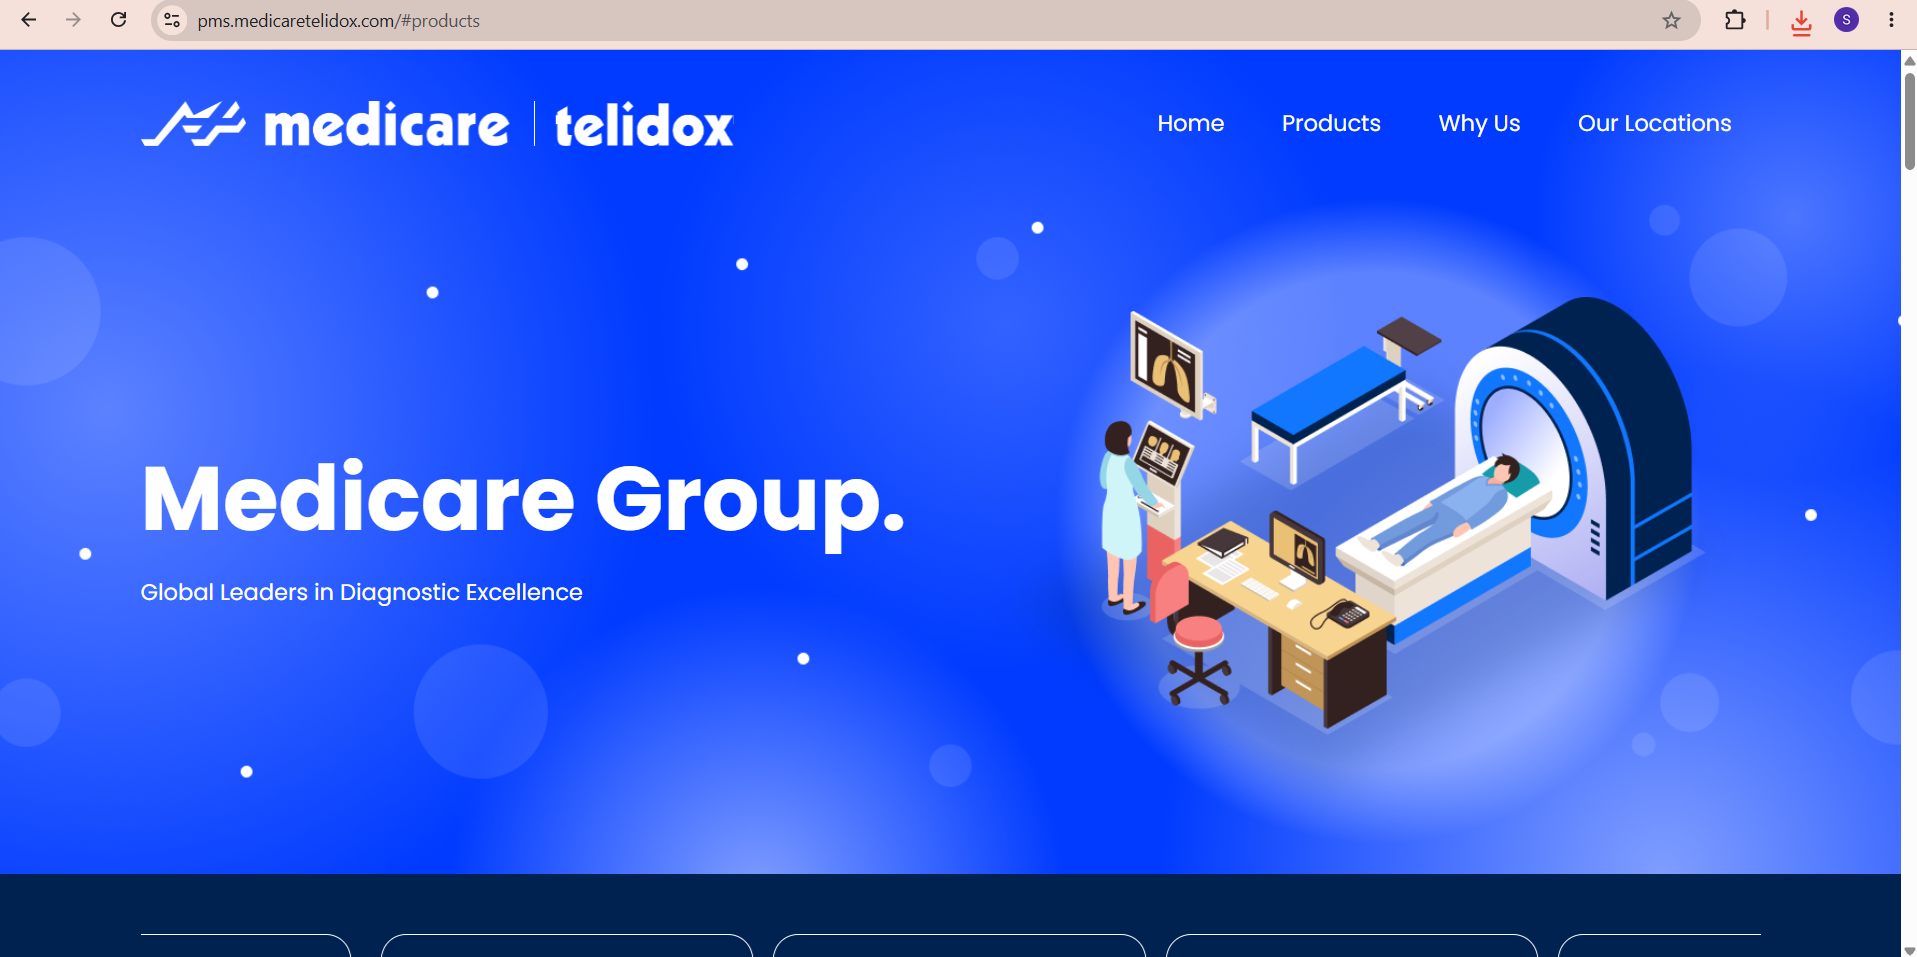 pms.medicaretelidox.com/#products
S
medicare | telidox
Home Products Why Us Our Locations
Medicare Group.
Global Leaders in Diagnostic Excellence